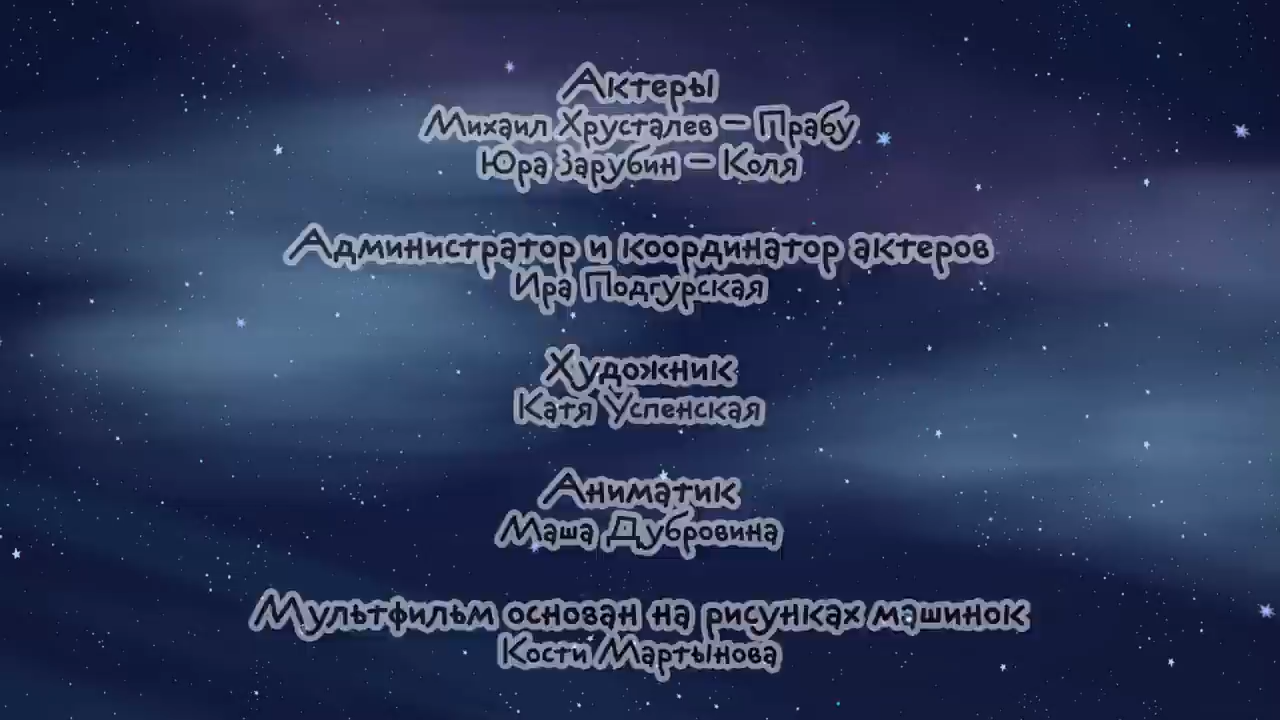 Актеры
Михаил Хрусталев – Прабу
Юра Зарубин – Коля
Администратор и координатор актеров
Ира Подгурская
Художник
Катя Успенская
Аниматик
Маша Дубровина
Мультфильм основан на рисунках машинок
Кости Мартынова